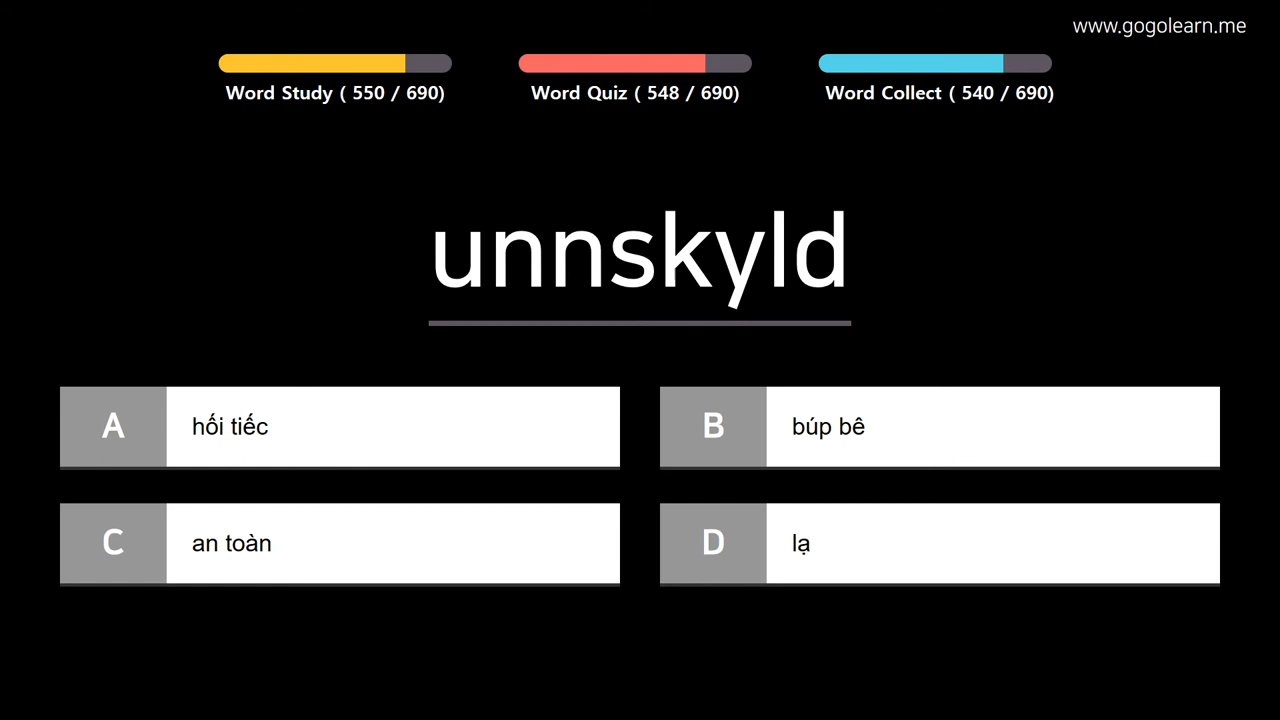 www.gogolearn.me
Word Study ( 550 / 690)
Word Quiz ( 548 / 690)
Word Collect ( 540 / 690)
unnskyld
A hối tiếc
B búp bê
C an toàn
D lạ